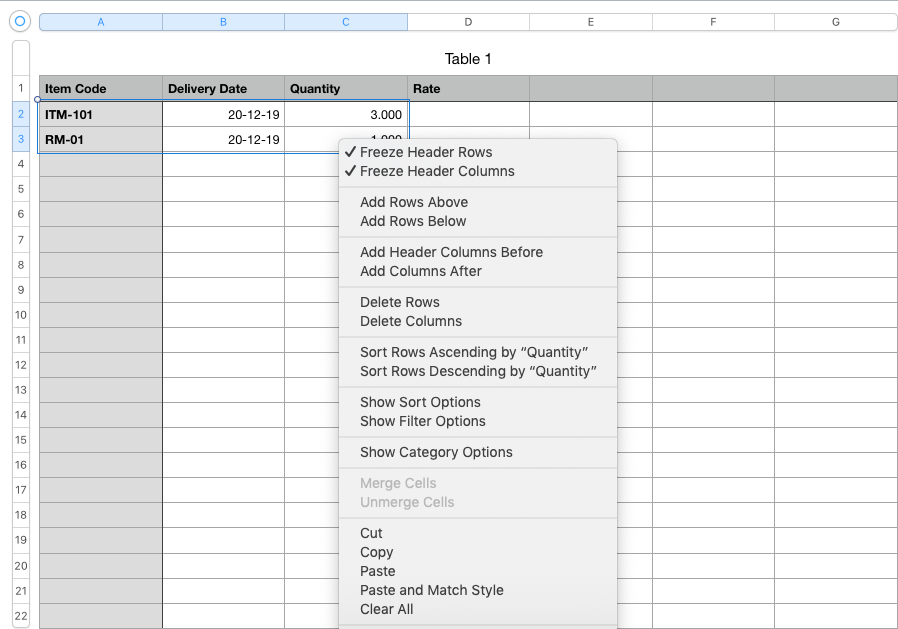 A B C D E F G
Table 1
1 Item Code Delivery Date Quantity Rate
2 ITM-101 20-12-19 3.000
3 RM-01 20-12-19 1.000
✓ Freeze Header Rows
4
✓ Freeze Header Columns
5
Add Rows Above
6
Add Rows Below
7
Add Header Columns Before
8
Add Columns After
9
Delete Rows
10
Delete Columns
11
Sort Rows Ascending by “Quantity”
12
Sort Rows Descending by “Quantity”
13
Show Sort Options
14
Show Filter Options
15
Show Category Options
16
Merge Cells
17
Unmerge Cells
18
Cut
19
Copy
20
Paste
21
Paste and Match Style
Clear All
22